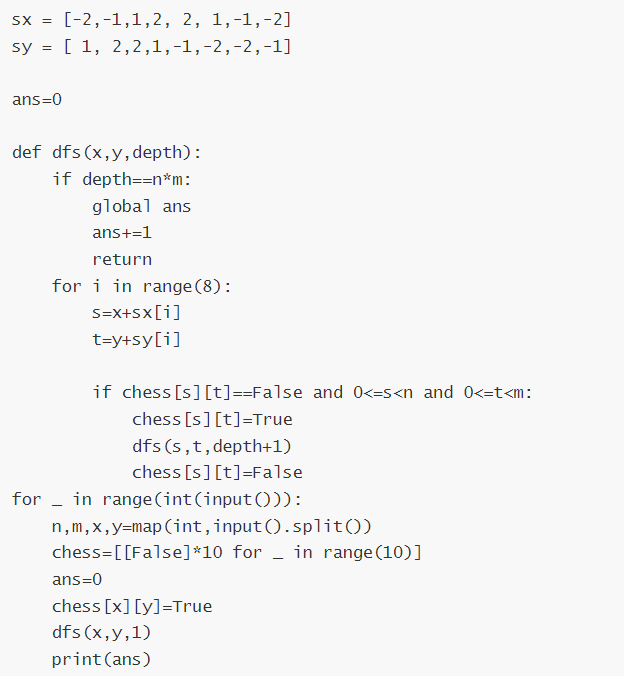 sx = [-2,-1,1,2, 2, 1,-1,-2]
sy = [ 1, 2,2,1,-1,-2,-2,-1]

ans=0

def dfs(x,y,depth):
    if depth==n*m:
        global ans
        ans+=1
        return
    for i in range(8):
        s=x+sx[i]
        t=y+sy[i]

        if chess[s][t]==False and 0<=s<n and 0<=t<m:
            chess[s][t]=True
            dfs(s,t,depth+1)
            chess[s][t]=False
for _ in range(int(input())):
    n,m,x,y=map(int,input().split())
    chess=[[False]*10 for _ in range(10)]
    ans=0
    chess[x][y]=True
    dfs(x,y,1)
    print(ans)